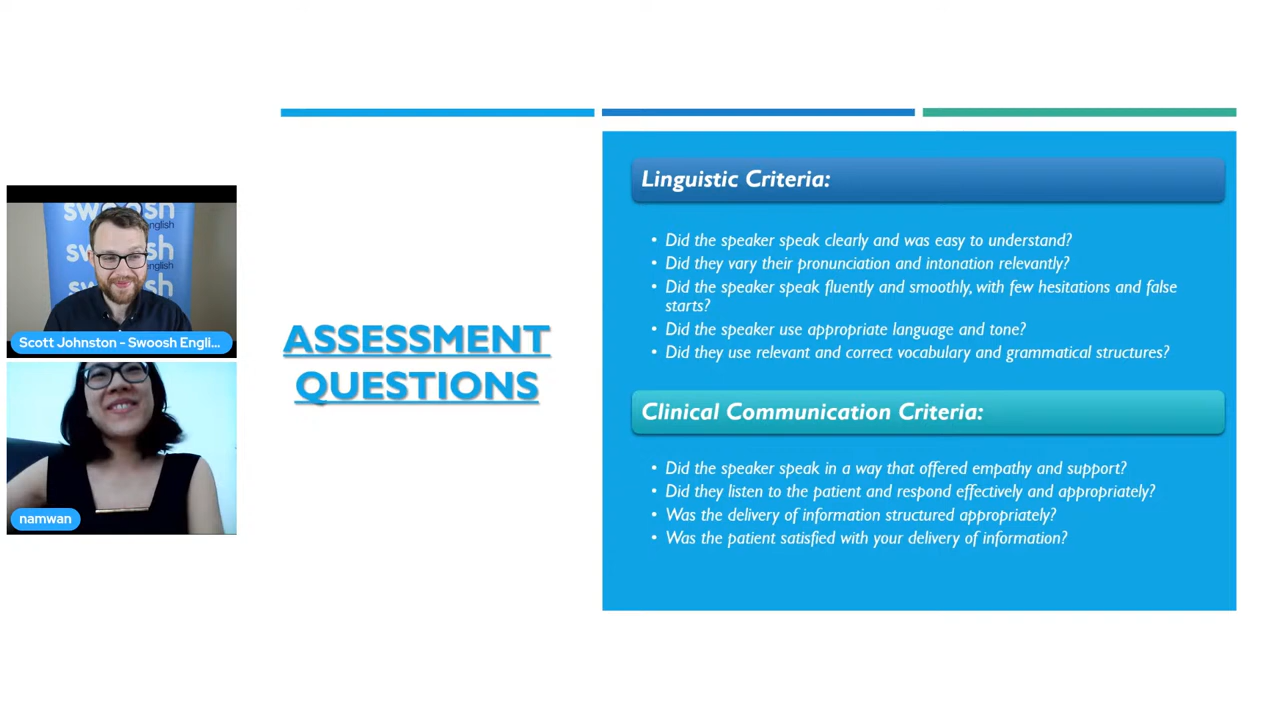 swoosh
english
swoosh
english
Scott Johnston - Swoosh Engli...
namwan
ASSESSMENT
QUESTIONS
Linguistic Criteria:
• Did the speaker speak clearly and was easy to understand?
• Did they vary their pronunciation and intonation relevantly?
• Did the speaker speak fluently and smoothly, with few hesitations and false
starts?
• Did the speaker use appropriate language and tone?
• Did they use relevant and correct vocabulary and grammatical structures?
Clinical Communication Criteria:
• Did the speaker speak in a way that offered empathy and support?
• Did they listen to the patient and respond effectively and appropriately?
• Was the delivery of information structured appropriately?
• Was the patient satisfied with your delivery of information?